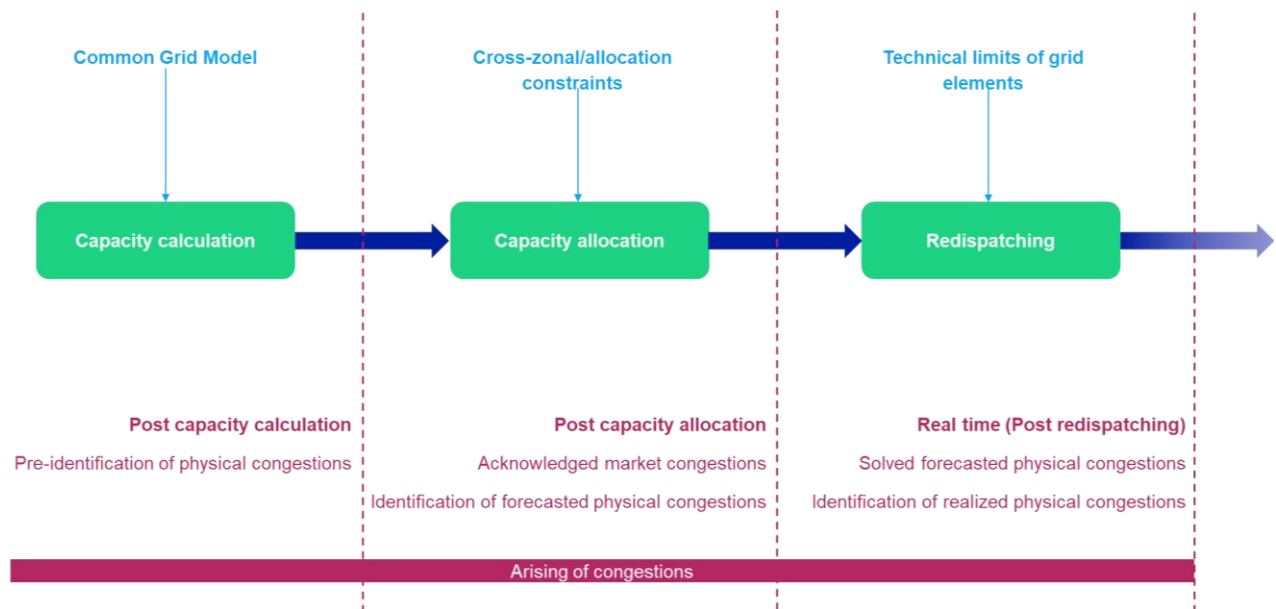 Common Grid Model
Cross-zonal/allocation
constraints
Technical limits of grid
elements
Capacity calculation
Capacity allocation
Redispatching
Post capacity calculation
Pre-identification of physical congestions
Post capacity allocation
Acknowledged market congestions
Identification of forecasted physical congestions
Real time (Post redispatching)
Solved forecasted physical congestions
Identification of realized physical congestions
Arising of congestions